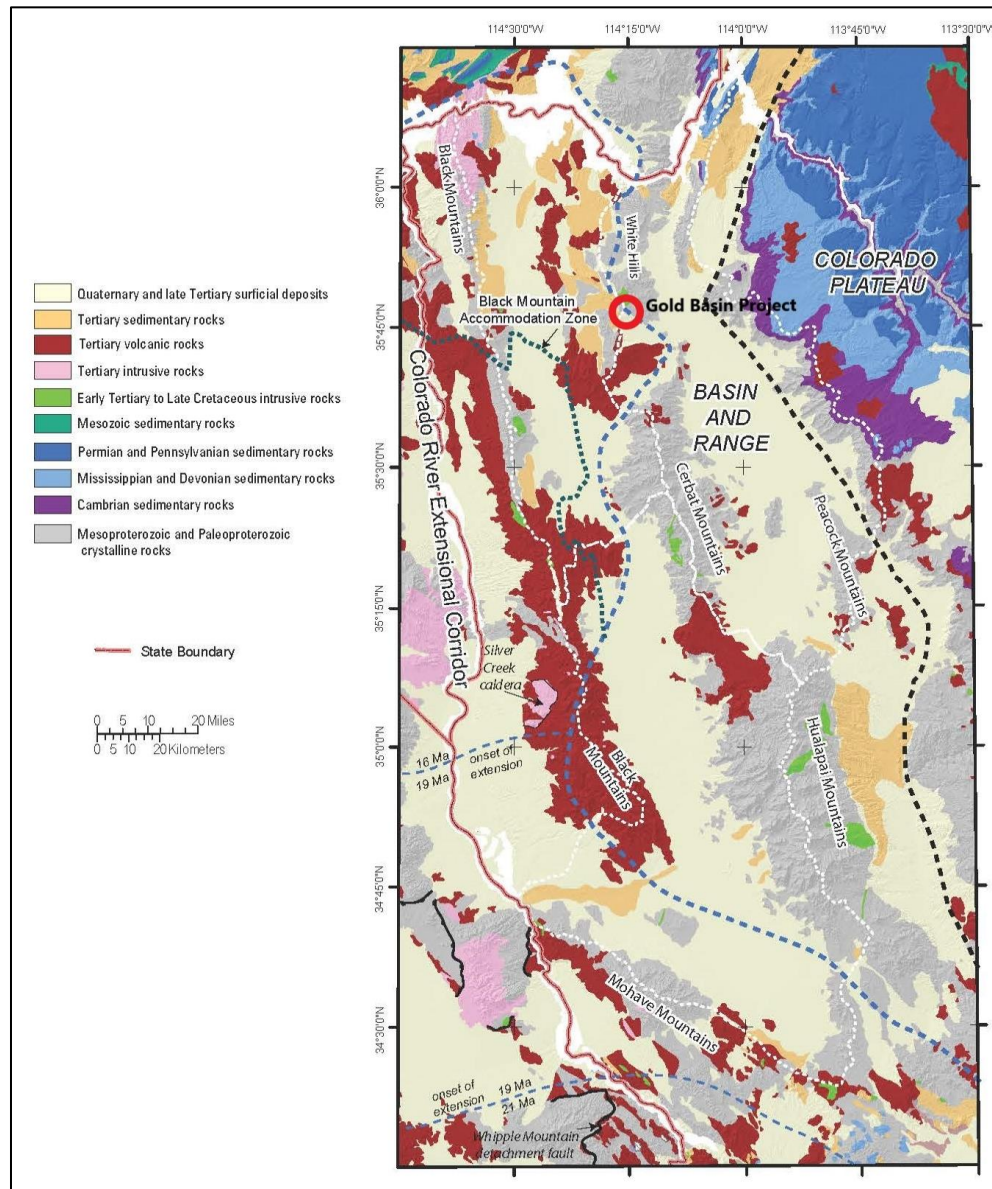 114°30'0"W
114°15'0"W
114°0'0"W
113°45'0"W
113°30'0"W
36°0'0"N
35°45'0"N
35°30'0"N
35°15'0"N
35°0'0"N
34°45'0"N
34°30'0"N
Black Mountains
White Hills
COLORADO
PLATEAU
Gold Basin Project
Black Mountain
Accommodation Zone
Colorado River Extensional Corridor
BASIN
AND
RANGE
Cerbat Mountains
Peacock Mountains
Silver
Creek
caldera
Hualapai Mountains
16 Ma
19 Ma
onset of
extension
Black
Mountains
Mohave Mountains
onset of
extension
19 Ma
21 Ma
Whipple Mountain
detachment fault
Quaternary and late Tertiary surficial deposits
Tertiary sedimentary rocks
Tertiary volcanic rocks
Tertiary intrusive rocks
Early Tertiary to Late Cretaceous intrusive rocks
Mesozoic sedimentary rocks
Permian and Pennsylvanian sedimentary rocks
Mississippian and Devonian sedimentary rocks
Cambrian sedimentary rocks
Mesoproterozoic and Paleoproterozoic
crystalline rocks
State Boundary
0 5 10 20 Miles
0 5 10 20 Kilometers